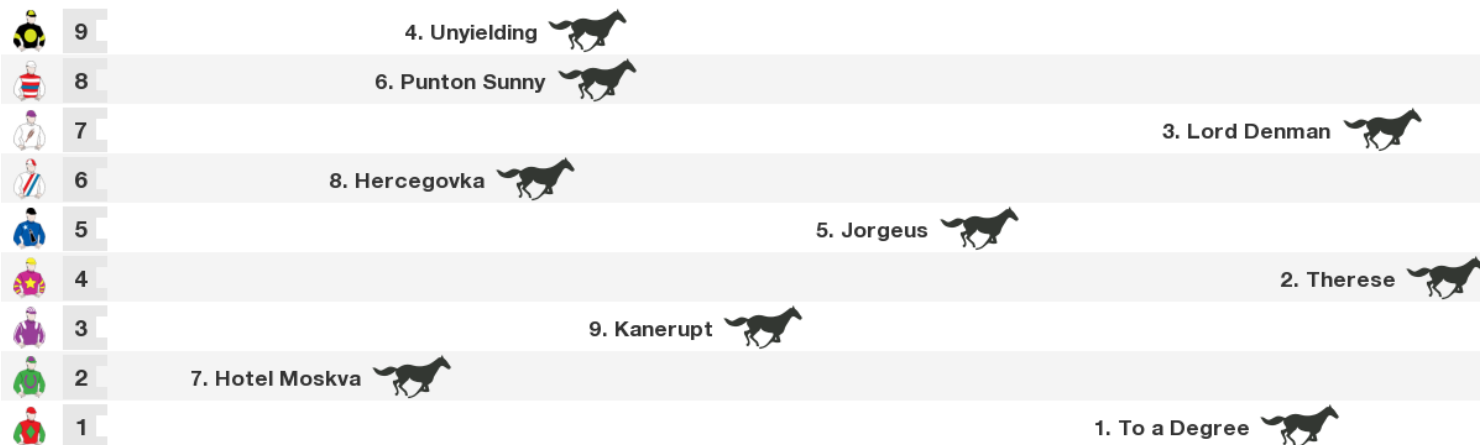 9 4. Unyielding
8 6. Punton Sunny
7 3. Lord Denman
6 8. Hercegovka
5 5. Jorgeus
4 2. Therese
3 9. Kanerupt
2 7. Hotel Moskva
1 1. To a Degree